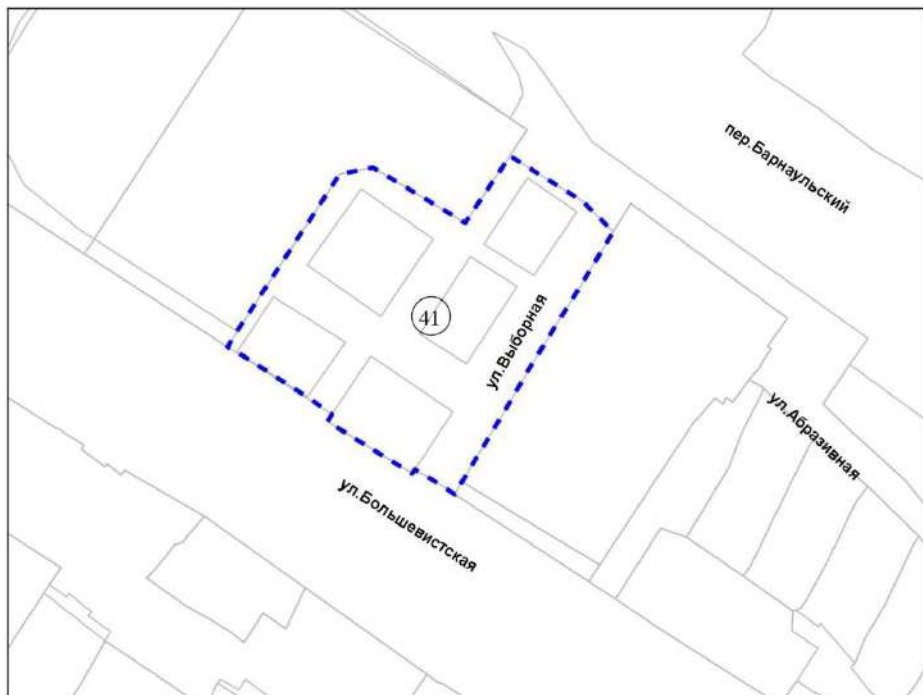 пер.Барнаульский
41
ул.Выборная
ул.Абразивная
ул.Большевистская